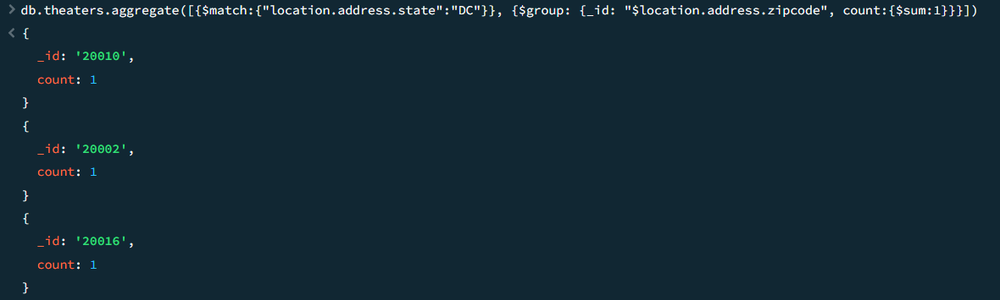 > db.theaters.aggregate([{$match:{"location.address.state":"DC"}}, {$group: {_id: "$location.address.zipcode", count:{$sum:1}}}])
< {
_id: '20010',
count: 1
}
{
_id: '20002',
count: 1
}
{
_id: '20016',
count: 1
}